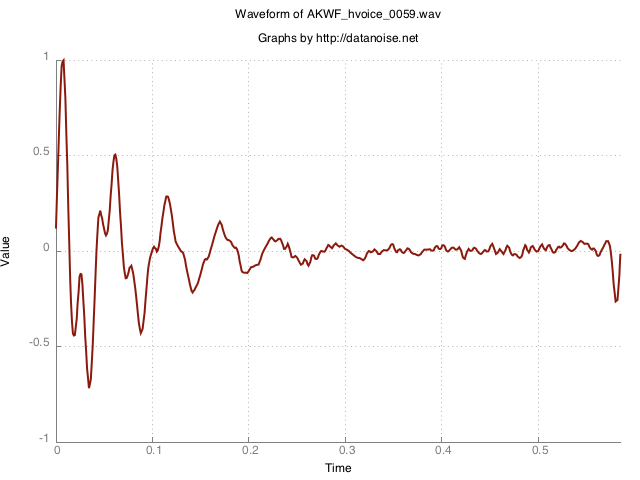 Waveform of AKWF_hvoice_0059.wav
Graphs by http://datanoise.net
1
0.5
0
-0.5
-1
Value
0 0.1 0.2 0.3 0.4 0.5
Time